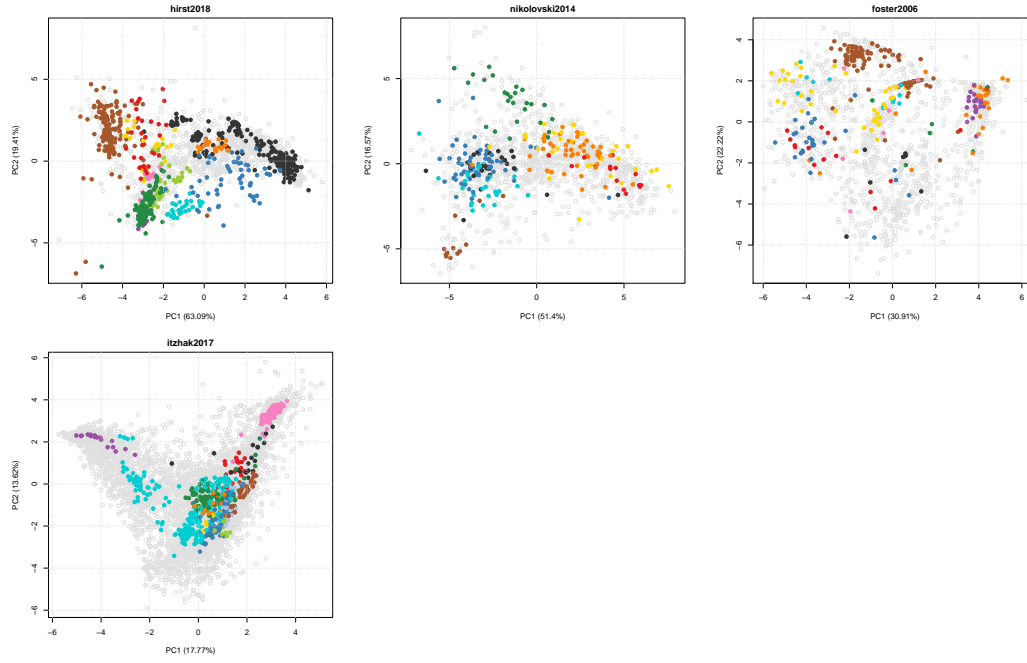 hirst2018
5
0
−5
−6 −4 −2 0 2 4 6
PC1 (63.09%)
PC2 (19.41%)
nikolovski2014
5
0
−5
−5 0 5
PC1 (51.4%)
PC2 (16.57%)
foster2006
4
2
0
−2
−4
−6
−6 −4 −2 0 2 4 6
PC1 (30.91%)
PC2 (22.22%)
itzhak2017
6
4
2
0
−2
−4
−6
−6 −4 −2 0 2 4
PC1 (17.77%)
PC2 (13.62%)